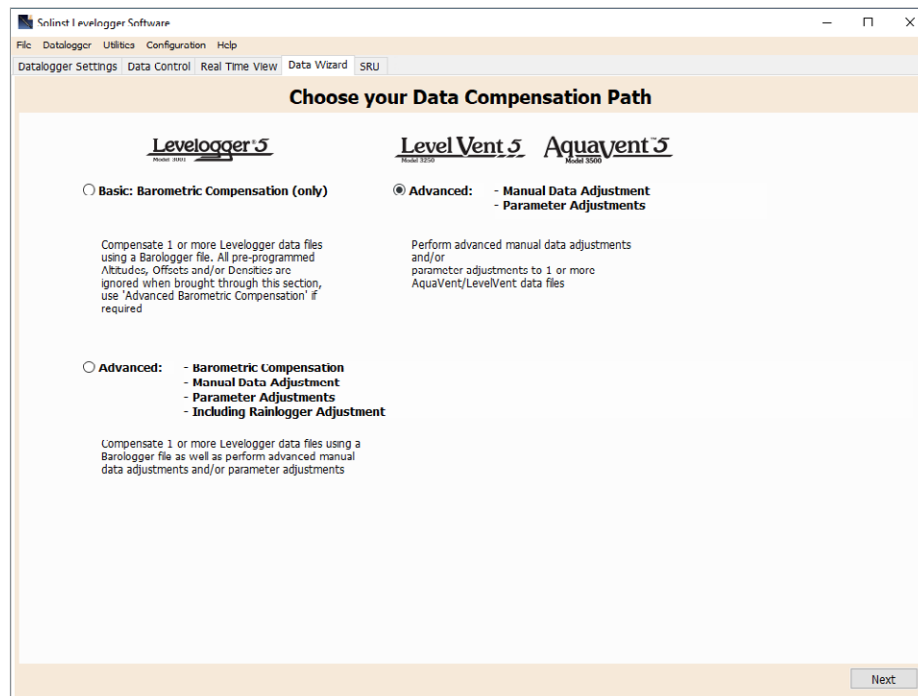 Solinst Levelogger Software
File Datalogger Utilities Configuration Help
Datalogger Settings Data Control Real Time View Data Wizard SRU
Choose your Data Compensation Path
Levelogger®5
Model 3001
Level Vent 5
Model 3250
Aquavent™5
Model 3500
Basic: Barometric Compensation (only)
Compensate 1 or more Levelogger data files
using a Barologger file. All pre-programmed
Altitudes, Offsets and/or Densities are
ignored when brought through this section,
use 'Advanced Barometric Compensation' if
required
Advanced: - Manual Data Adjustment
- Parameter Adjustments
Perform advanced manual data adjustments
and/or
parameter adjustments to 1 or more
AquaVent/LevelVent data files
Advanced: - Barometric Compensation
- Manual Data Adjustment
- Parameter Adjustments
- Including Rainlogger Adjustment
Compensate 1 or more Levelogger data files using a
Barologger file as well as perform advanced manual
data adjustments and/or parameter adjustments
Next